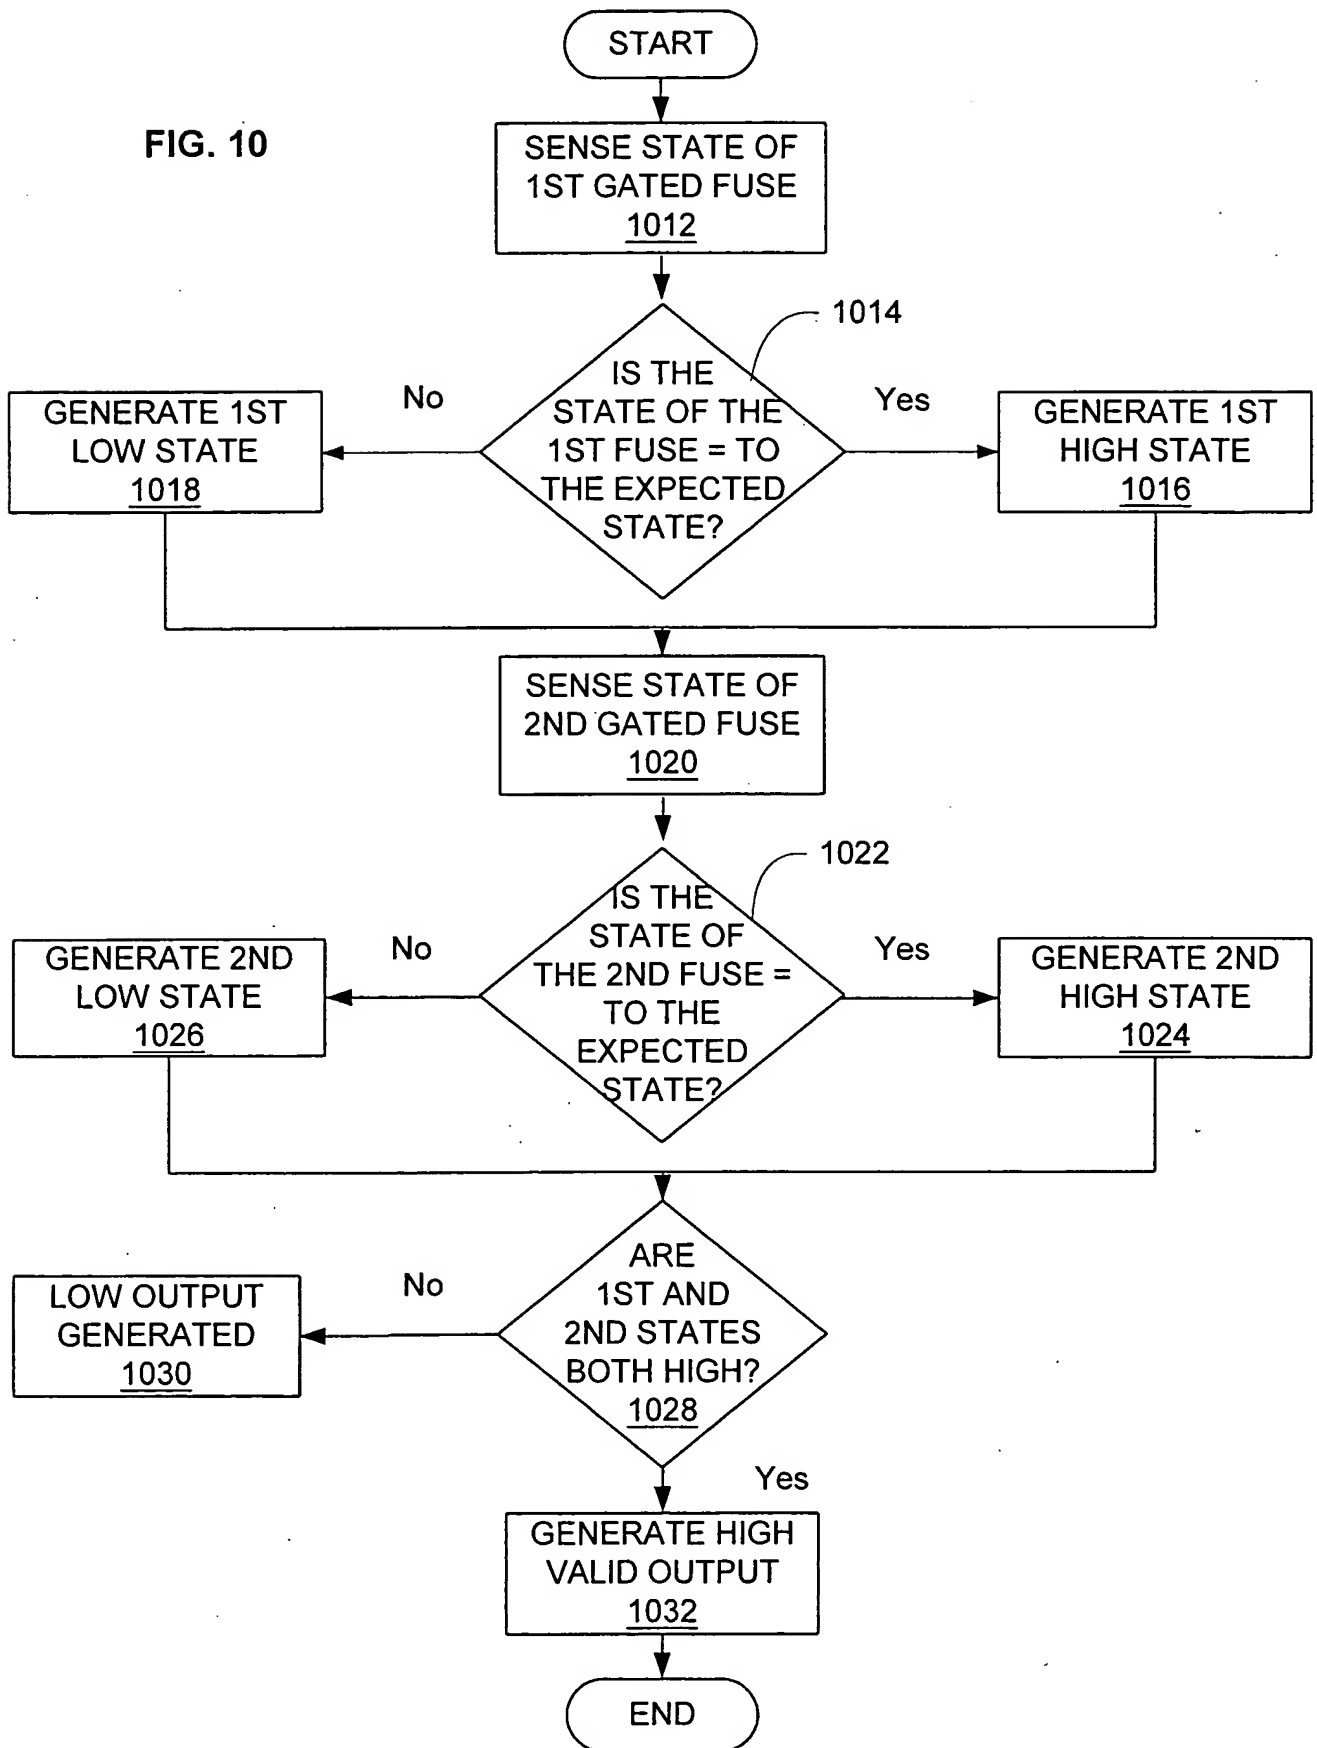 START
FIG. 10
SENSE STATE OF
1ST GATED FUSE
1012
1014
IS THE
STATE OF THE
1ST FUSE = TO
THE EXPECTED
STATE?
No
Yes
GENERATE 1ST
LOW STATE
1018
GENERATE 1ST
HIGH STATE
1016
SENSE STATE OF
2ND GATED FUSE
1020
1022
IS THE
STATE OF
THE 2ND FUSE =
TO THE
EXPECTED
STATE?
No
Yes
GENERATE 2ND
LOW STATE
1026
GENERATE 2ND
HIGH STATE
1024
ARE
1ST AND
2ND STATES
BOTH HIGH?
1028
No
LOW OUTPUT
GENERATED
1030
Yes
GENERATE HIGH
VALID OUTPUT
1032
END